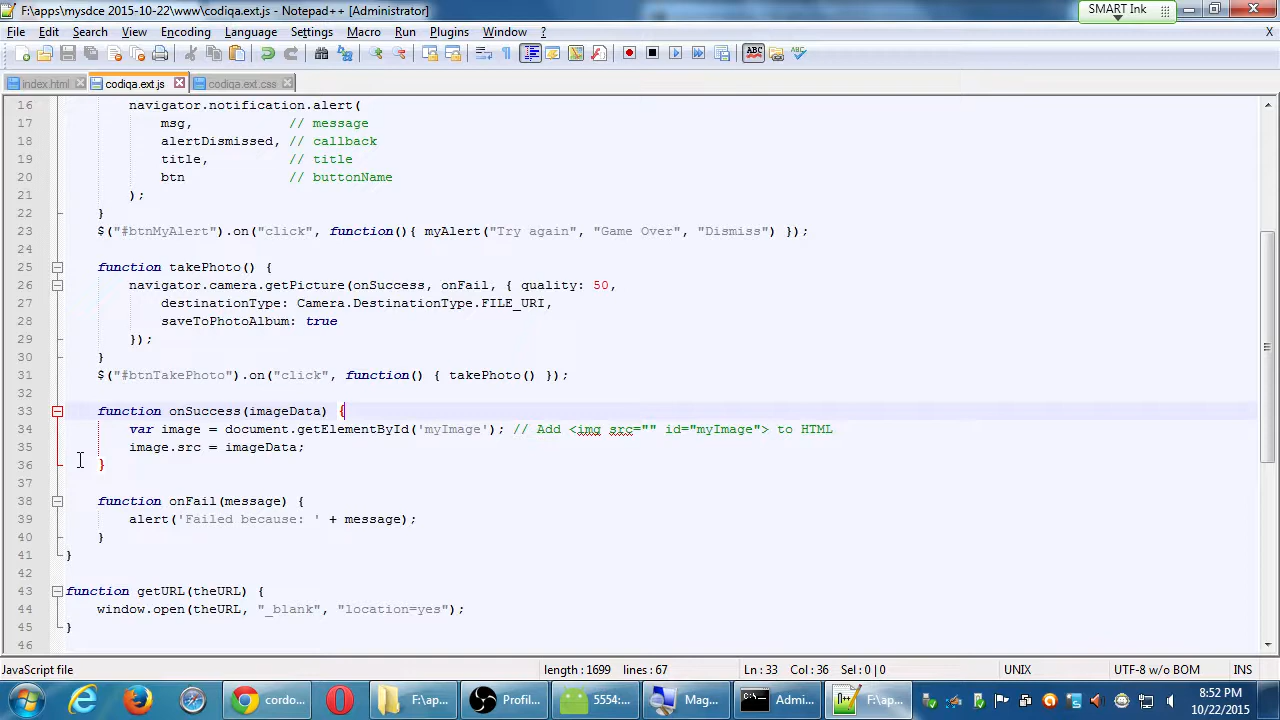 F:\apps\mysdce 2015-10-22\www\codiqa.ext.js - Notepad++ [Administrator]
SMART Ink
File Edit Search View Encoding Language Settings Macro Run Plugins Window ? X
index.html codiqa.ext.js codiqa.ext.css
16 navigator.notification.alert(
17 msg, // message
18 alertDismissed, // callback
19 title, // title
20 btn // buttonName
21 );
22 }
23 $("#btnMyAlert").on("click", function(){ myAlert("Try again", "Game Over", "Dismiss") });
24
25 function takePhoto() {
26 navigator.camera.getPicture(onSuccess, onFail, { quality: 50,
27 destinationType: Camera.DestinationType.FILE_URI,
28 saveToPhotoAlbum: true
29 });
30 }
31 $("#btnTakePhoto").on("click", function() { takePhoto() });
32
33 function onSuccess(imageData) {
34 var image = document.getElementById('myImage'); // Add <img src="" id="myImage"> to HTML
35 image.src = imageData;
36 }
37
38 function onFail(message) {
39 alert('Failed because: ' + message);
40 }
41 }
42
43 function getURL(theURL) {
44 window.open(theURL, "_blank", "location=yes");
45 }
46
JavaScript file length : 1699 lines : 67 Ln : 33 Col : 36 Sel : 0 | 0 UNIX UTF-8 w/o BOM INS
cordo... F:\ap... Profil... 5554:... Mag... Admi... F:\ap... 8:52 PM
10/22/2015